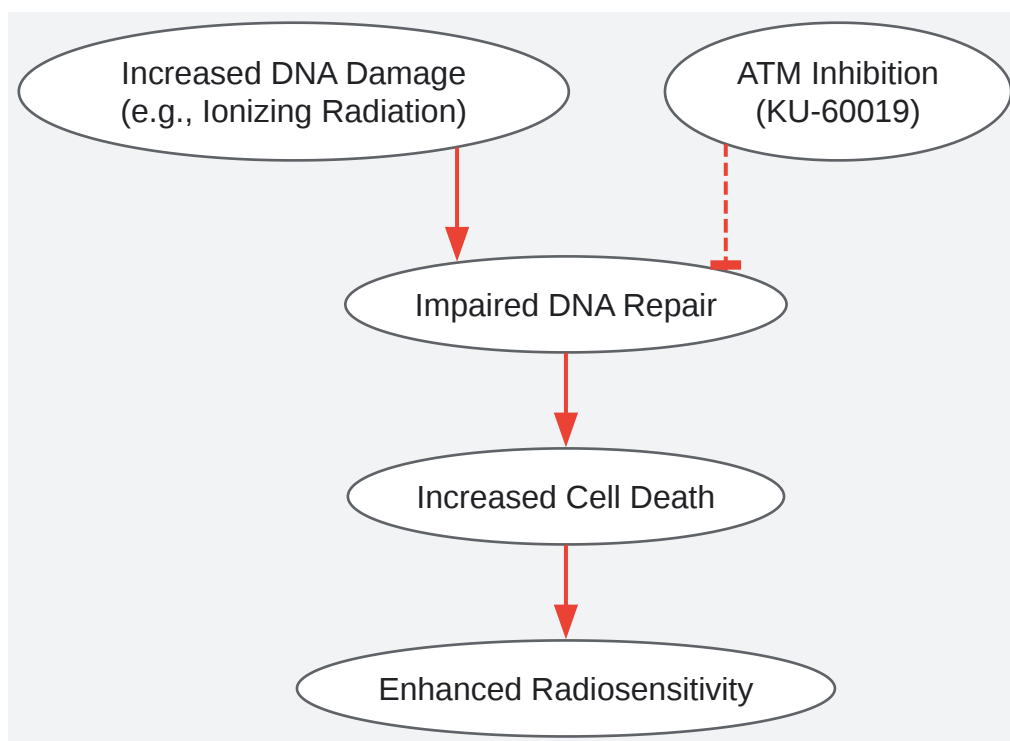 Increased DNA Damage
(e.g., Ionizing Radiation)
ATM Inhibition
(KU-60019)
Impaired DNA Repair
Increased Cell Death
Enhanced Radiosensitivity